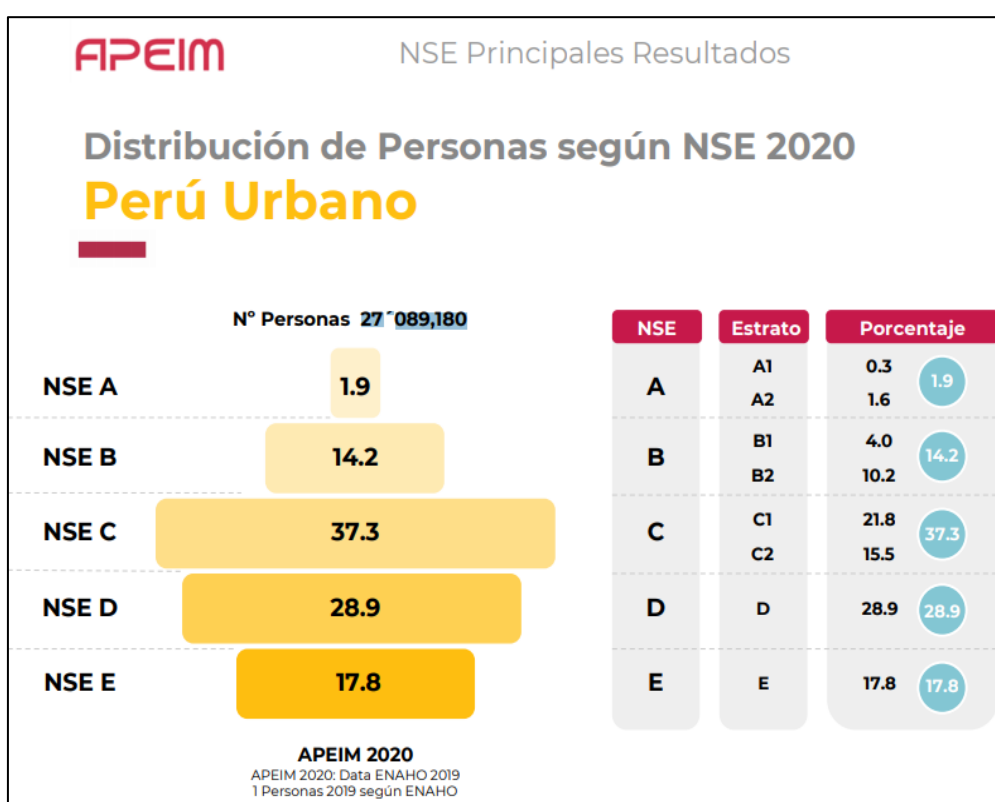 APEIM
NSE Principales Resultados
Distribución de Personas según NSE 2020
Perú Urbano
Nº Personas 27´089,180
NSE A 1.9
NSE B 14.2
NSE C 37.3
NSE D 28.9
NSE E 17.8
APEIM 2020
APEIM 2020: Data ENAHO 2019
1 Personas 2019 según ENAHO
NSE Estrato Porcentaje
A1 0.3
A 1.9
A2 1.6
B1 4.0
B 14.2
B2 10.2
C1 21.8
C 37.3
C2 15.5
D D 28.9 28.9
E E 17.8 17.8